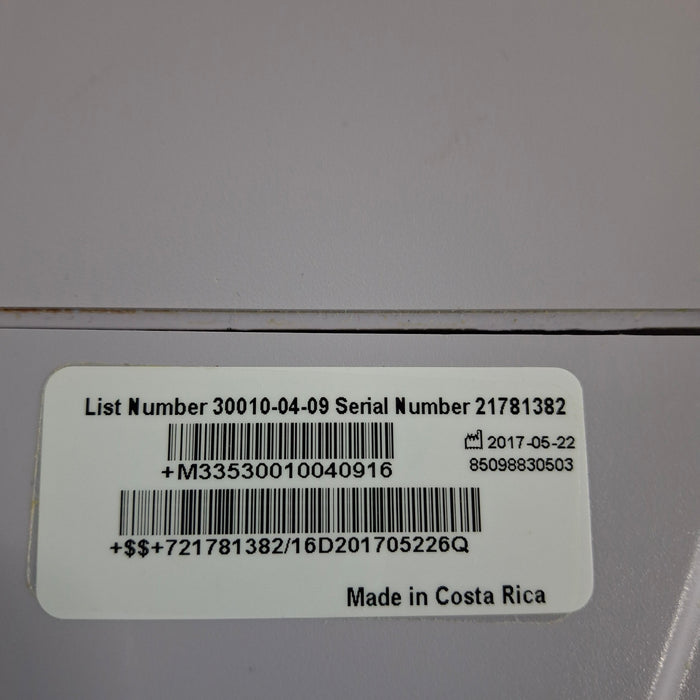 List Number 30010-04-09 Serial Number 21781382
2017-05-22
+M33530010040916
85098830503
+$$+721781382/16D201705226Q
Made in Costa Rica